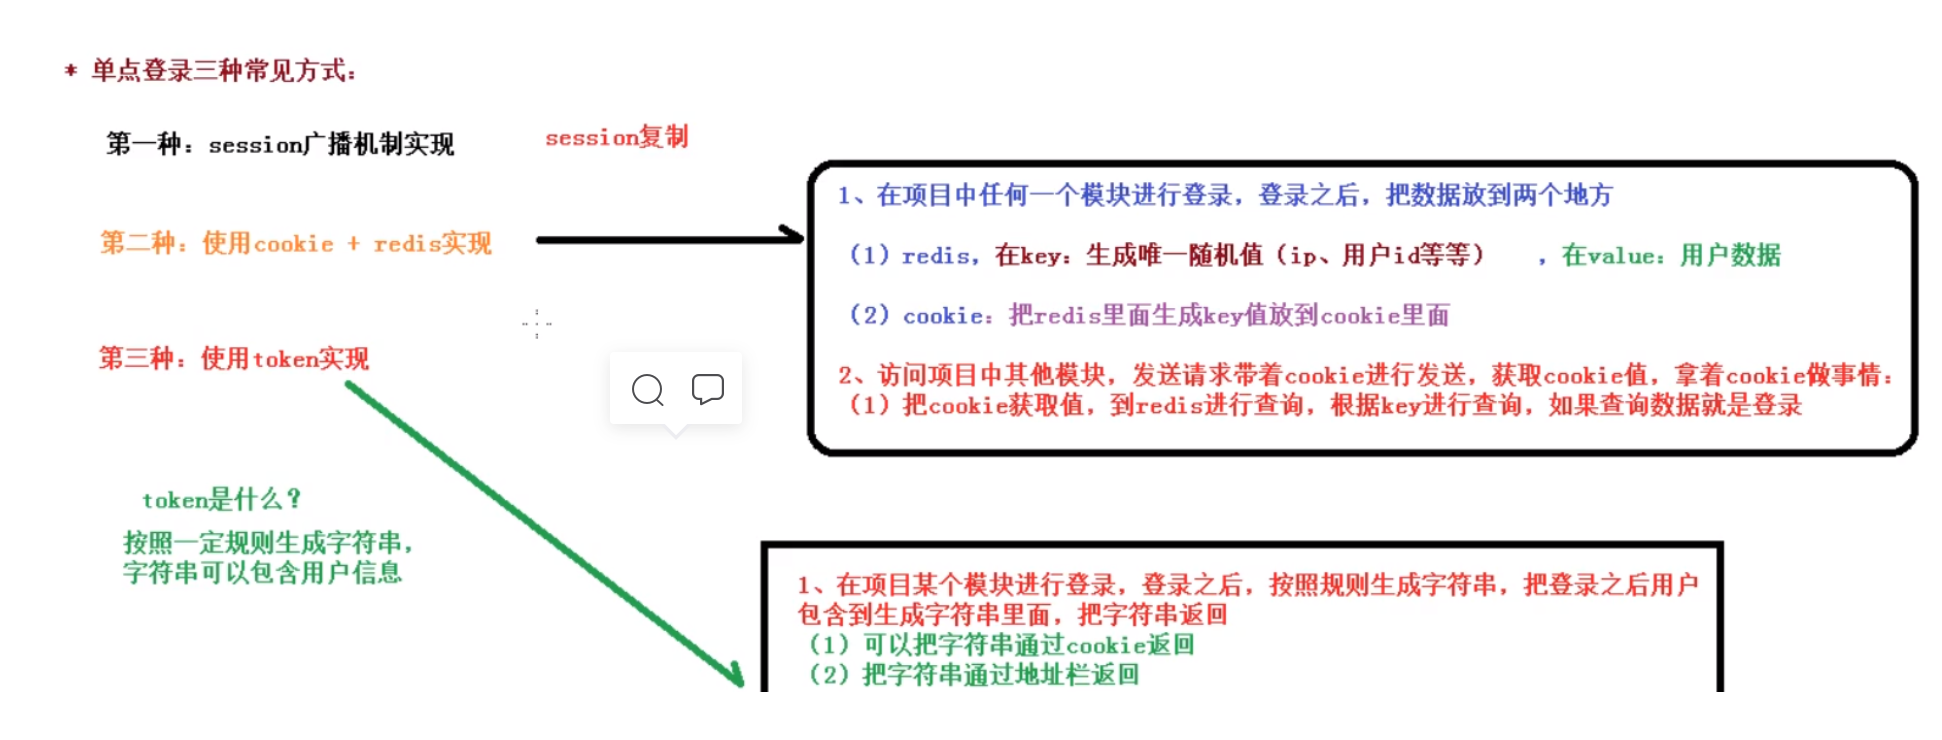 * 单点登录三种常见方式：
第一种：session广播机制实现
session复制
第二种：使用cookie + redis实现
1、在项目中任何一个模块进行登录，登录之后，把数据放到两个地方
（1）redis，在key：生成唯一随机值（ip、用户id等等） ，在value：用户数据
（2）cookie：把redis里面生成key值放到cookie里面
2、访问项目中其他模块，发送请求带着cookie进行发送，获取cookie值，拿着cookie做事情：
（1）把cookie获取值，到redis进行查询，根据key进行查询，如果查询数据就是登录
第三种：使用token实现
token是什么？
按照一定规则生成字符串，
字符串可以包含用户信息
1、在项目某个模块进行登录，登录之后，按照规则生成字符串，把登录之后用户
包含到生成字符串里面，把字符串返回
（1）可以把字符串通过cookie返回
（2）把字符串通过地址栏返回